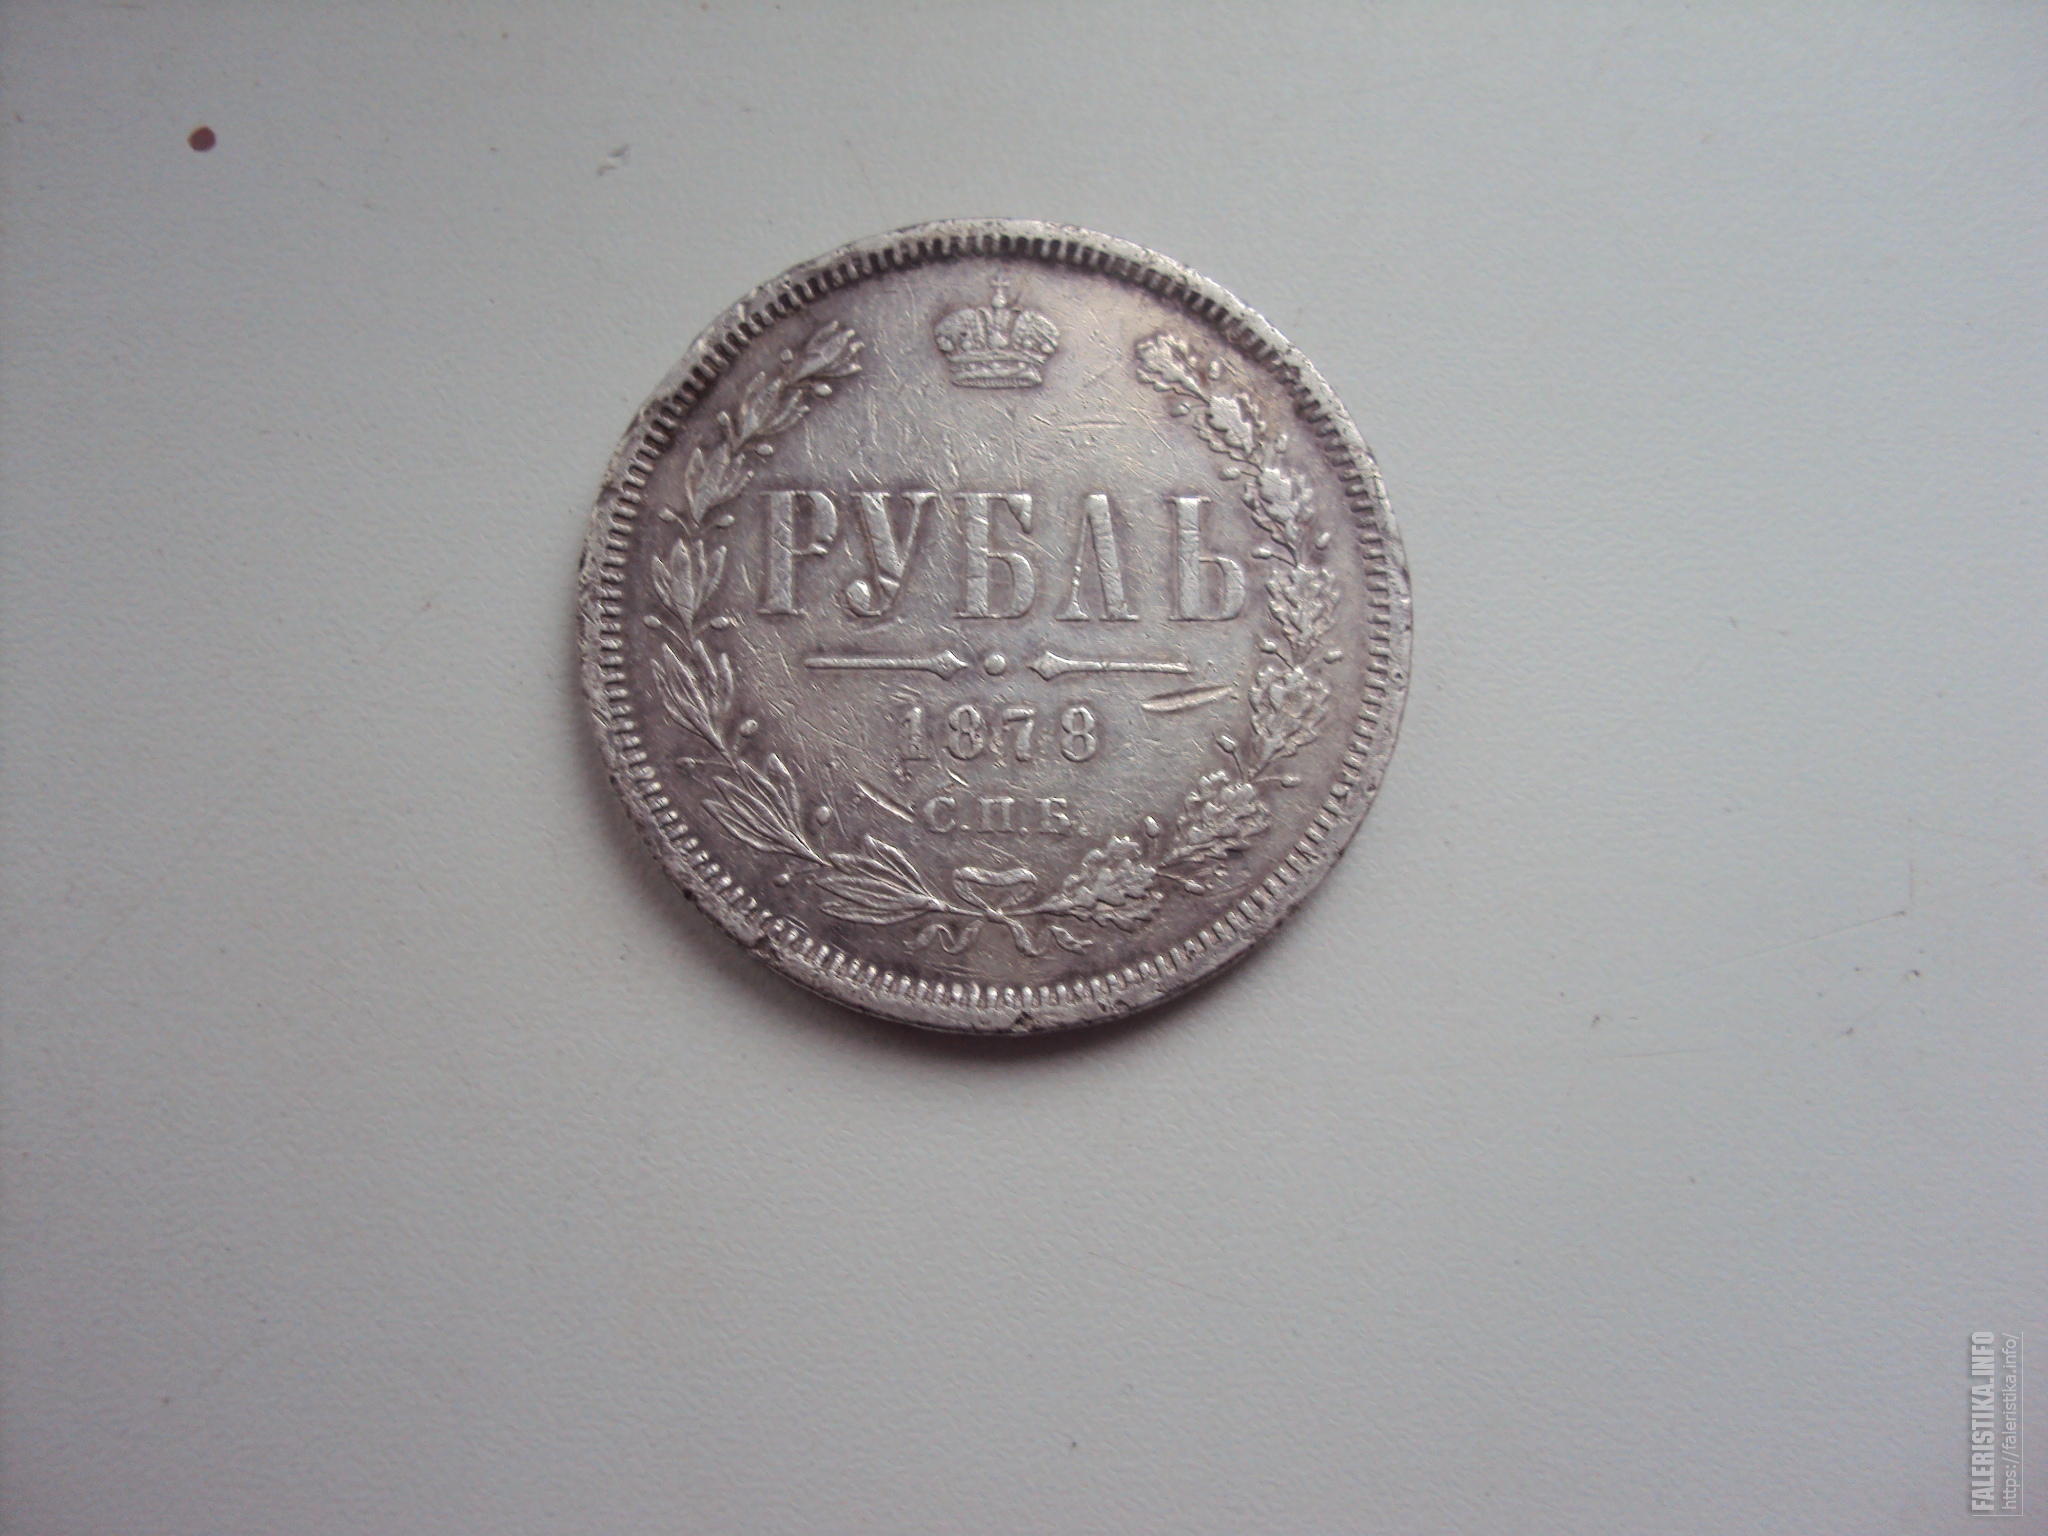 РУБЛЬ
1878
С.П.Б.
FALERISTIKA.INFO
https://faleristika.info/